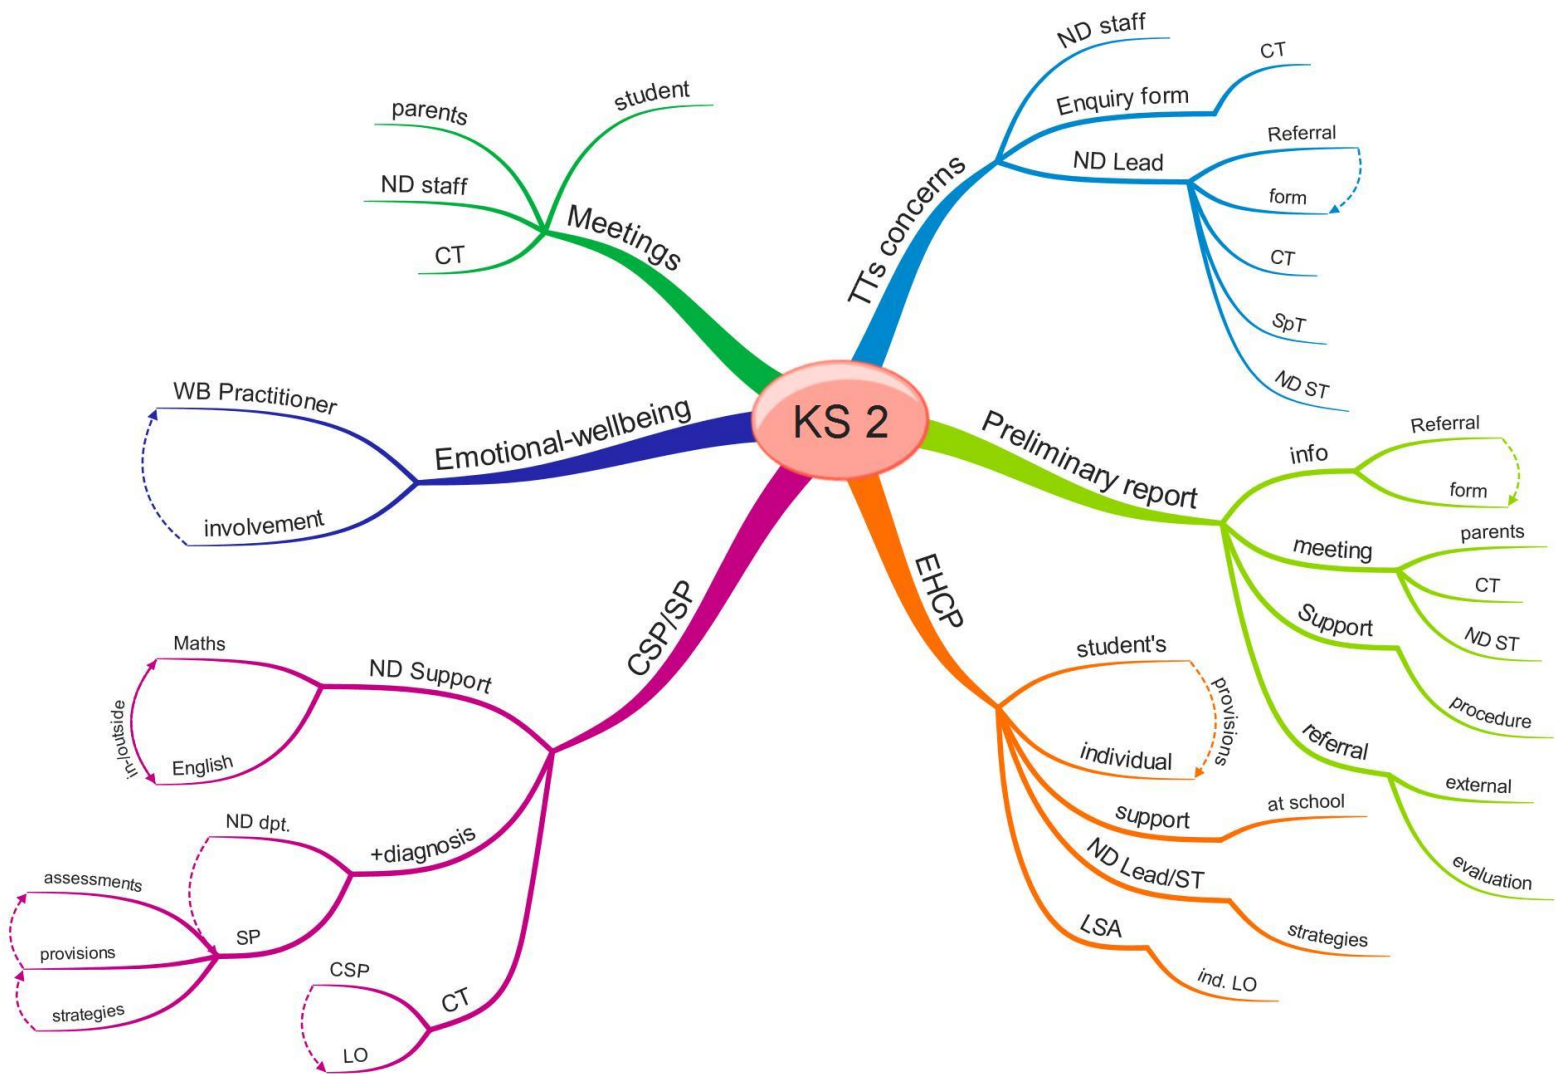 KS 2
TTs concerns
ND staff
Enquiry form
CT
ND Lead
Referral
form
CT
SpT
ND ST
Preliminary report
info
Referral
form
meeting
parents
CT
ND ST
Support
procedure
referral
external
evaluation
EHCP
student's
provisions
individual
support
at school
ND Lead/ST
strategies
LSA
ind. LO
CSP/SP
ND Support
Maths
in-/outside
English
+diagnosis
ND dpt.
SP
assessments
provisions
strategies
CT
CSP
LO
Emotional-wellbeing
WB Practitioner
involvement
Meetings
student
parents
ND staff
CT